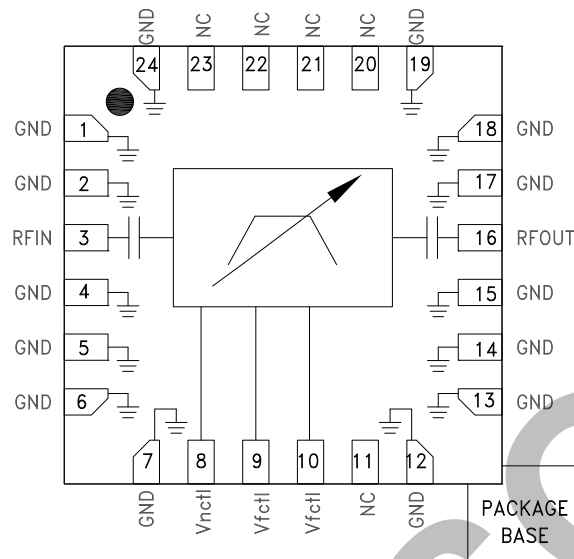 GND NC NC NC NC GND
24 23 22 21 20 19
GND 1 18 GND
GND 2 17 GND
RFIN 3 16 RFOUT
GND 4 15 GND
GND 5 14 GND
GND 6 13 GND
7 8 9 10 11 12
GND Vnctl Vfctl Vfctl NC GND
PACKAGE
BASE